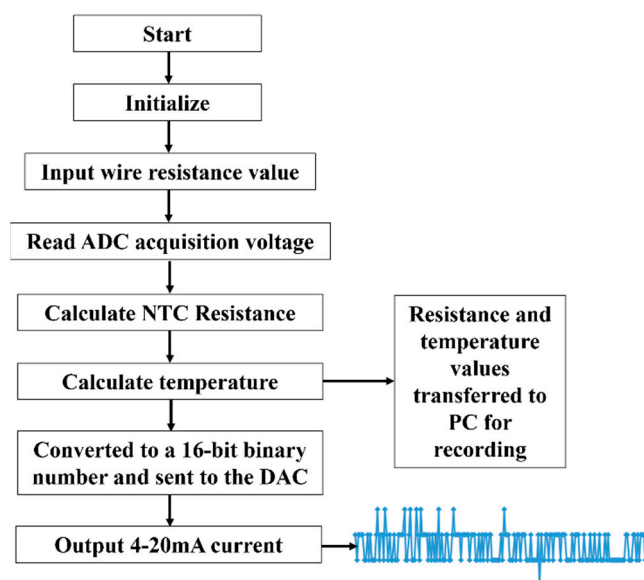 Start
Initialize
Input wire resistance value
Read ADC acquisition voltage
Calculate NTC Resistance
Calculate temperature
Resistance and
temperature
values
transferred to
PC for
recording
Converted to a 16-bit binary
number and sent to the DAC
Output 4-20mA current